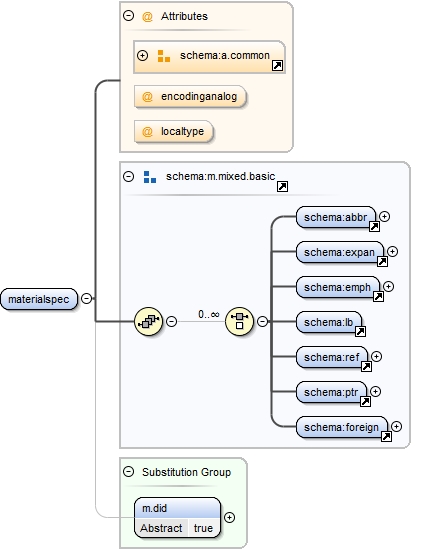 Attributes
schema:a.common
encodinganalog
localtype
schema:m.mixed.basic
schema:abbr
schema:expan
schema:emph
materialspec
0..∞
schema:lb
schema:ref
schema:ptr
schema:foreign
Substitution Group
m.did
Abstract true